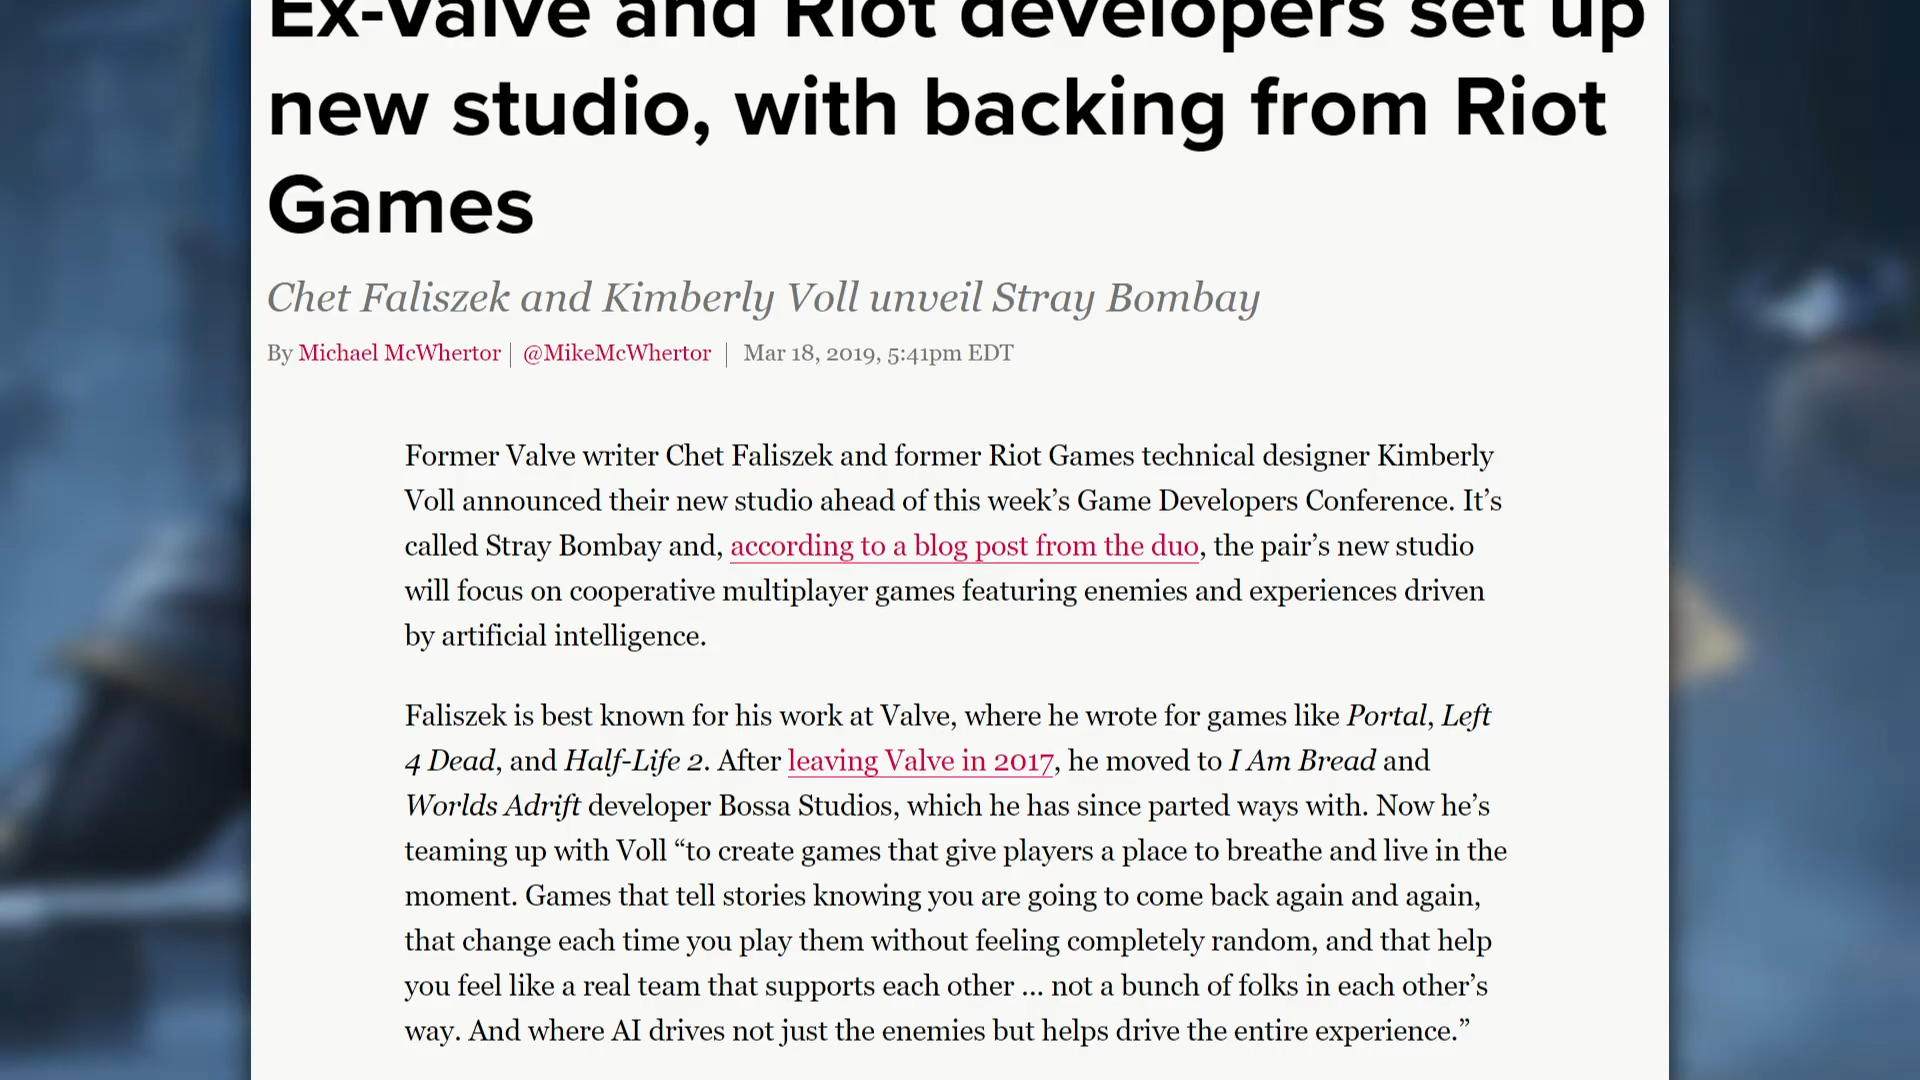 Ex-Valve and Riot developers set up
new studio, with backing from Riot
Games
Chet Faliszek and Kimberly Voll unveil Stray Bombay
By Michael McWhertor | @MikeMcWhertor | Mar 18, 2019, 5:41pm EDT
Former Valve writer Chet Faliszek and former Riot Games technical designer Kimberly
Voll announced their new studio ahead of this week’s Game Developers Conference. It’s
called Stray Bombay and, according to a blog post from the duo, the pair’s new studio
will focus on cooperative multiplayer games featuring enemies and experiences driven
by artificial intelligence.
Faliszek is best known for his work at Valve, where he wrote for games like Portal, Left
4 Dead, and Half-Life 2. After leaving Valve in 2017, he moved to I Am Bread and
Worlds Adrift developer Bossa Studios, which he has since parted ways with. Now he’s
teaming up with Voll “to create games that give players a place to breathe and live in the
moment. Games that tell stories knowing you are going to come back again and again,
that change each time you play them without feeling completely random, and that help
you feel like a real team that supports each other ... not a bunch of folks in each other’s
way. And where AI drives not just the enemies but helps drive the entire experience.”